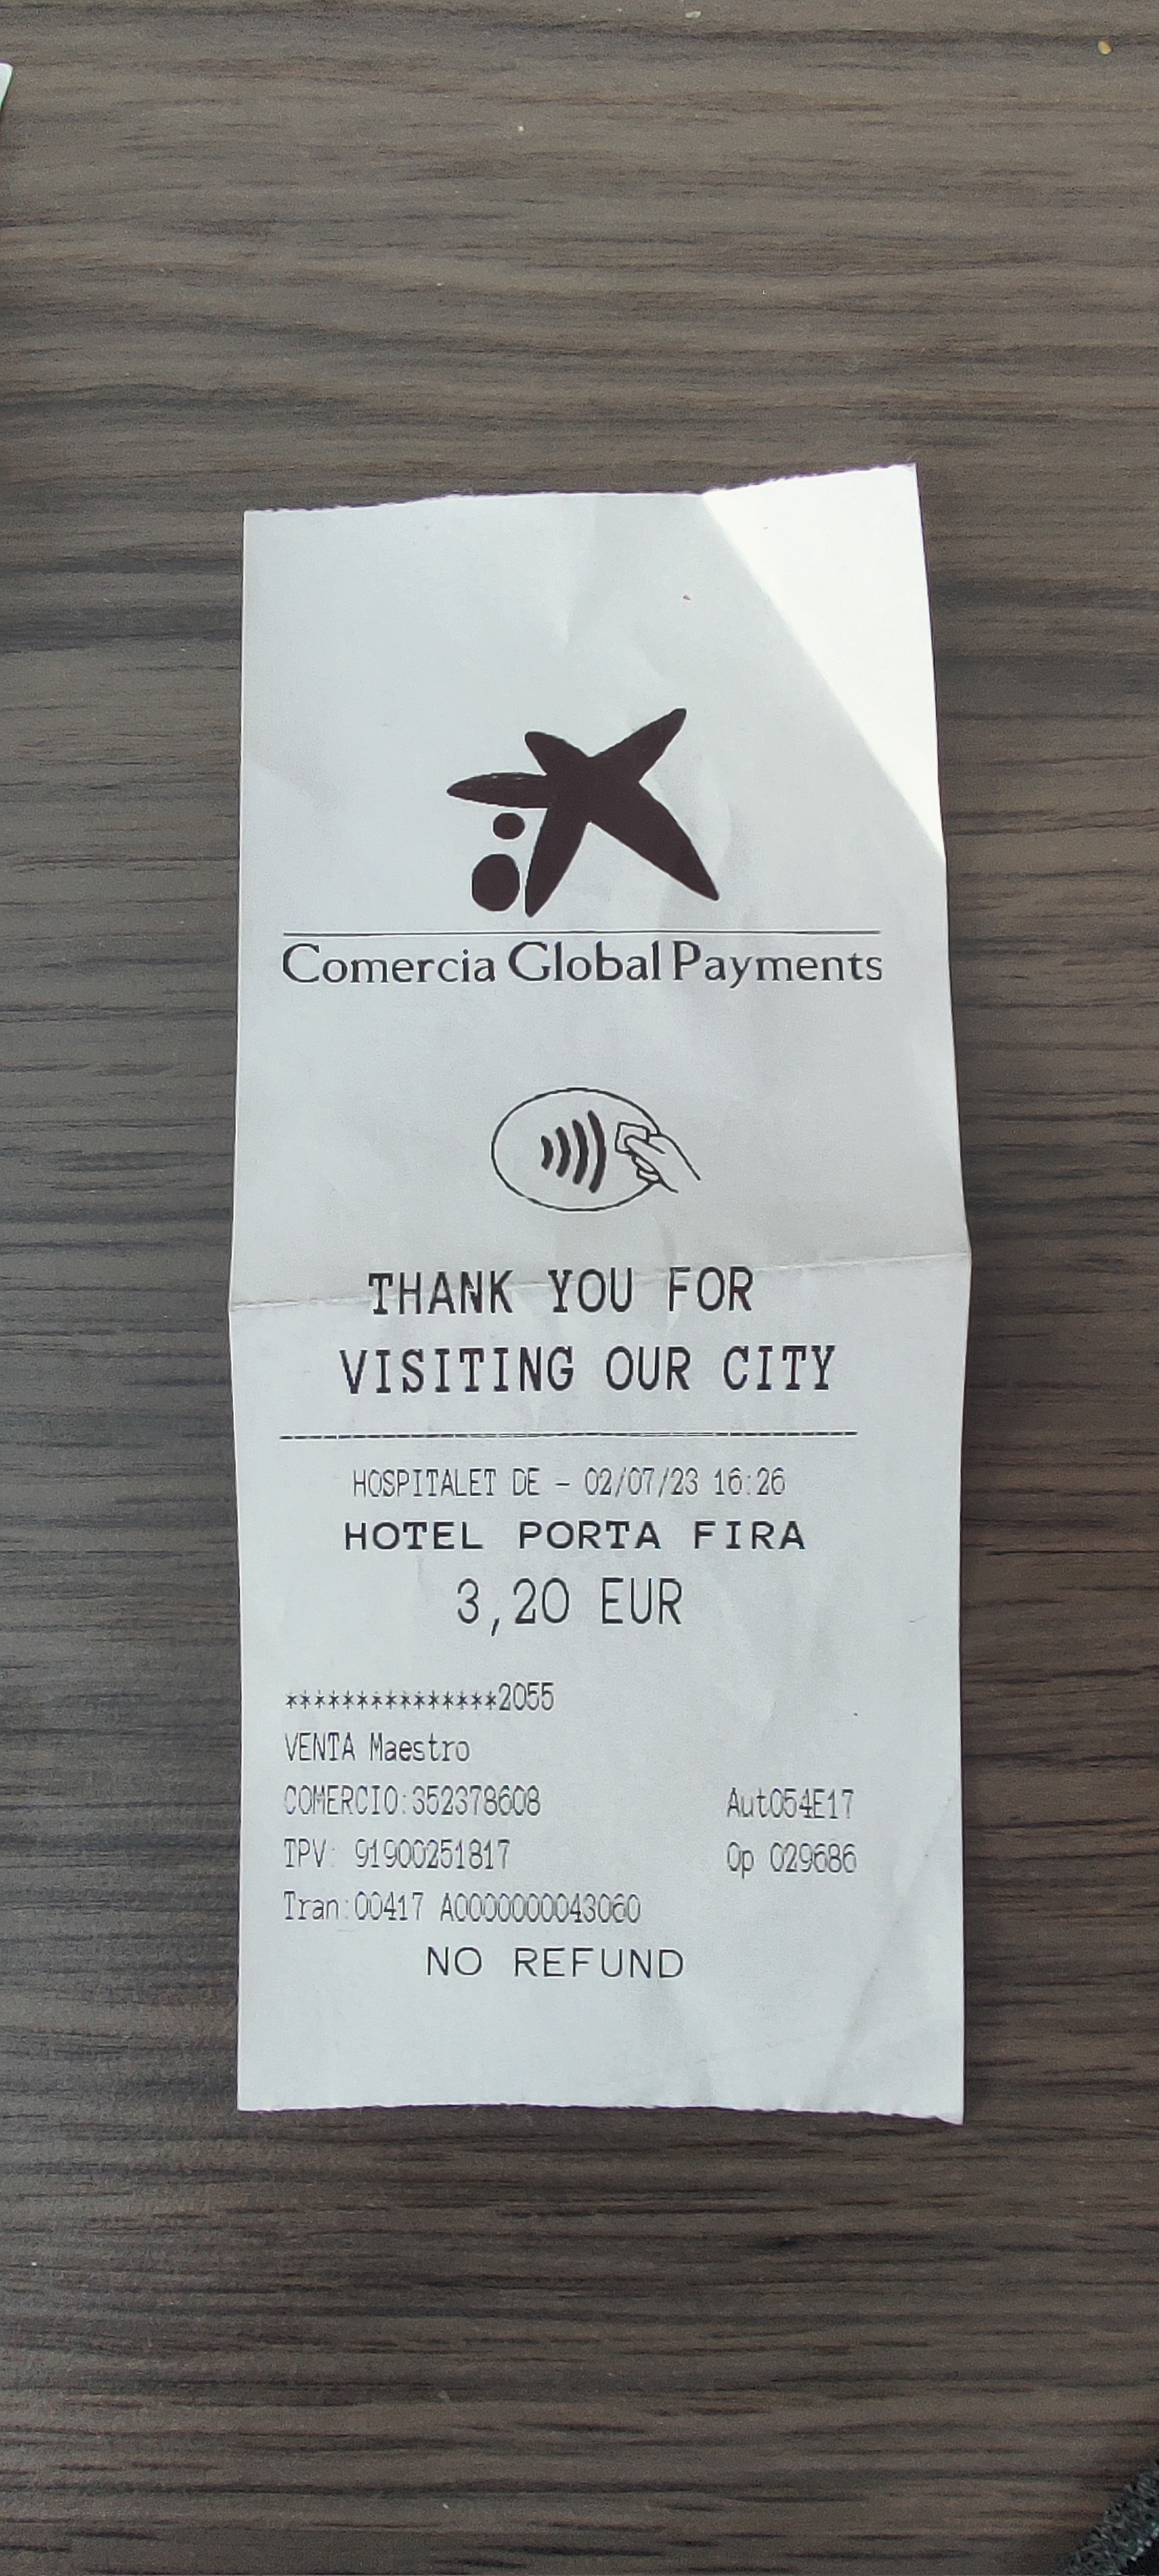 Comercia Global Payments
THANK YOU FOR
VISITING OUR CITY
HOSPITALET DE - 02/07/23 16:26
HOTEL PORTA FIRA
3,20 EUR
***************2055
VENTA Maestro
COMERCIO:352378608 Aut054E17
TPV: 91900251817 Op 029686
Tran:00417 A0000000043060
NO REFUND